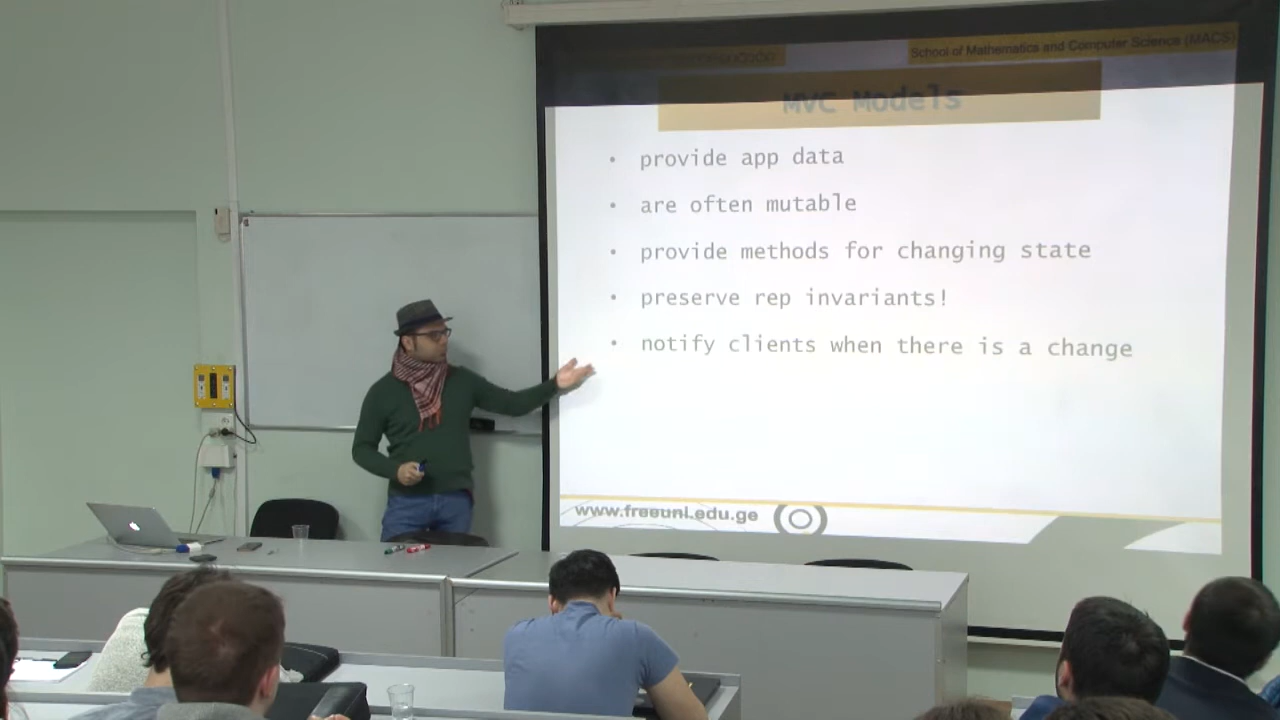 School of Mathematics and Computer Science (MACS)
MVC Models
• provide app data
• are often mutable
• provide methods for changing state
• preserve rep invariants!
• notify clients when there is a change
www.freeuni.edu.ge